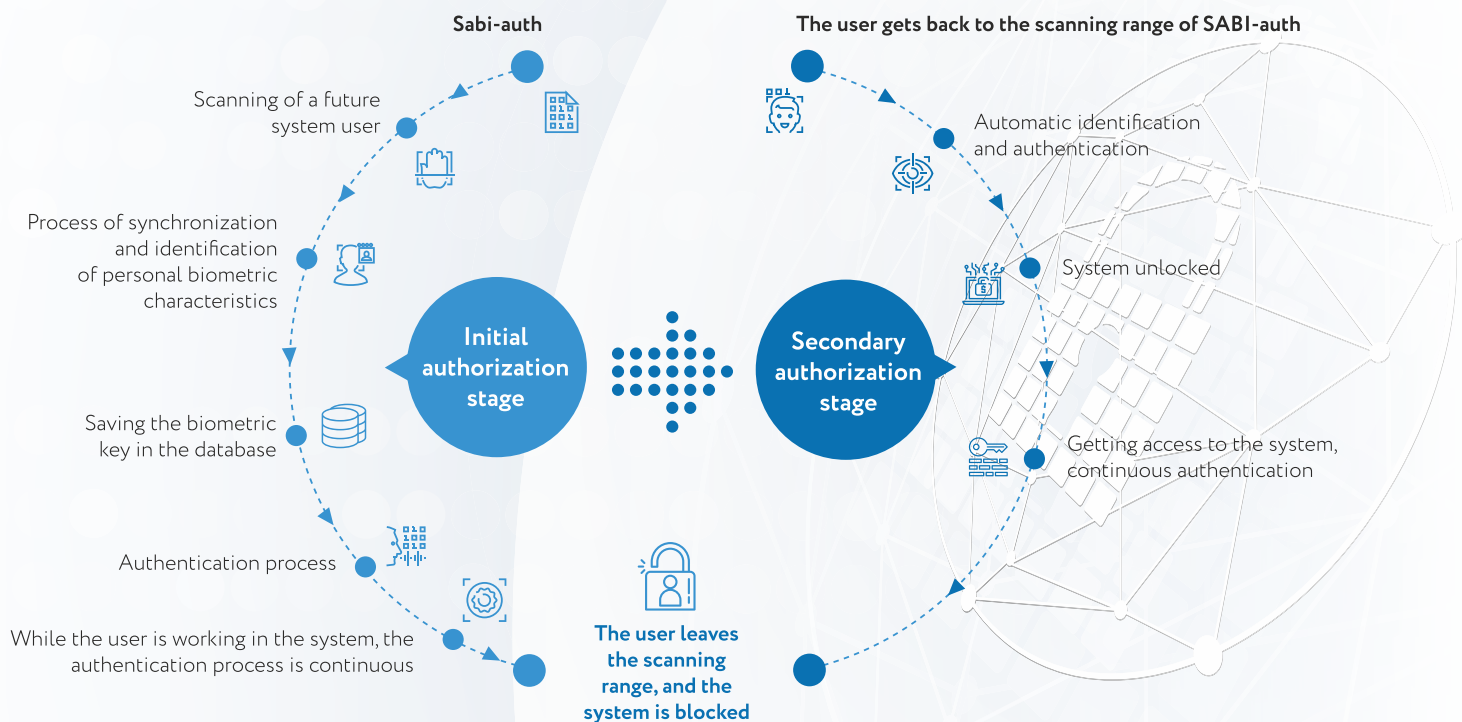 Sabi-auth
Scanning of a future
system user
Process of synchronization
and identification
of personal biometric
characteristics
Saving the biometric
key in the database
Authentication process
While the user is working in the system, the
authentication process is continuous
Initial
authorization
stage
The user leaves
the scanning
range, and the
system is blocked
The user gets back to the scanning range of SABI-auth
Automatic identification
and authentication
System unlocked
Getting access to the system,
continuous authentication
Secondary
authorization
stage